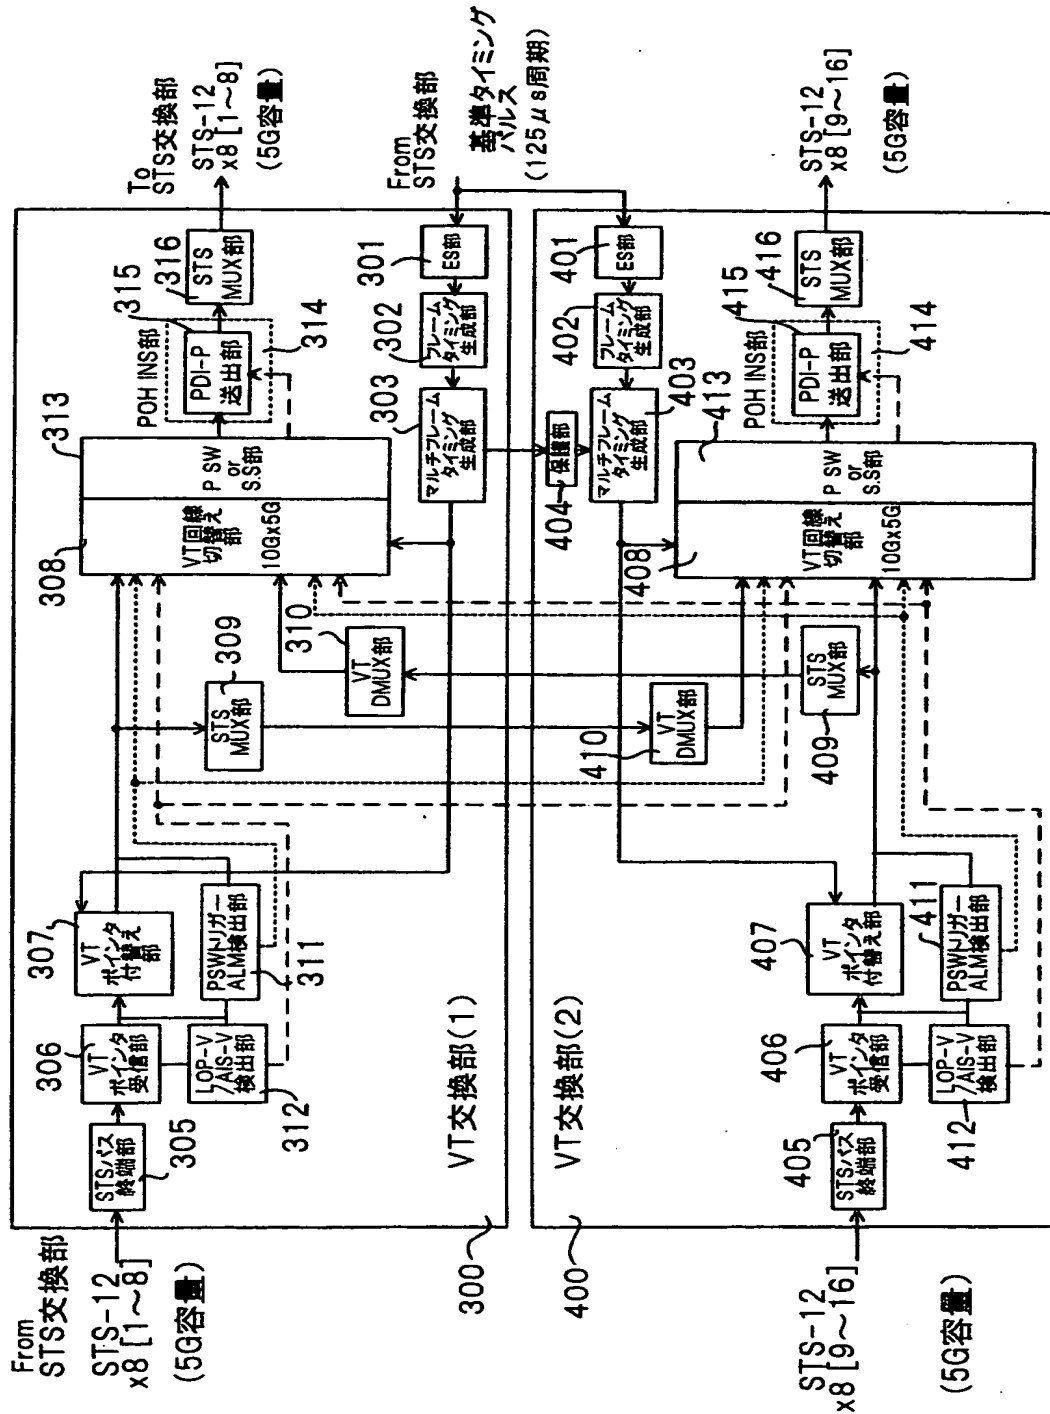 From
STS交換部
STS-12
x8 [1~8]
(5G容量)
STSパス
終端部
305
306
VT
ポインタ
受信部
LOP-V
/AIS-V
検出部
312
307
VT
ポインタ
付替え
部
PSWトリガー
ALM検出部
311
309
STS
MUX部
310
VT
DMUX部
308
VT回線
切替え
部
10Gx5G
313
P SW
or
S.S部
POH INS部
PDI-P
送出部
314
315
316
STS
MUX部
To
STS交換部
STS-12
x8 [1~8]
(5G容量)
303
マルチフレーム
タイミング
生成部
302
フレーム
タイミング
生成部
301
ES部
From
STS交換部
基準タイミング
パルス
(125μs周期)
VT交換部(1)
300
400
VT交換部(2)
STS-12
x8 [9~16]
(5G容量)
405
STSパス
終端部
VT
ポインタ
受信部
406
LOP-V
/AIS-V
検出部
412
VT
ポインタ
付替え部
407
PSWトリガー
ALM検出部
411
410
VT
DMUX部
STS
MUX部
409
404
保護部
マルチフレーム
タイミング
生成部
403
402
フレーム
タイミング
生成部
401
ES部
408
VT回線
切替え
部
10Gx5G
413
P SW
or
S.S部
POH INS部
PDI-P
送出部
414
415
416
STS
MUX部
STS-12
x8 [9~16]
(5G容量)